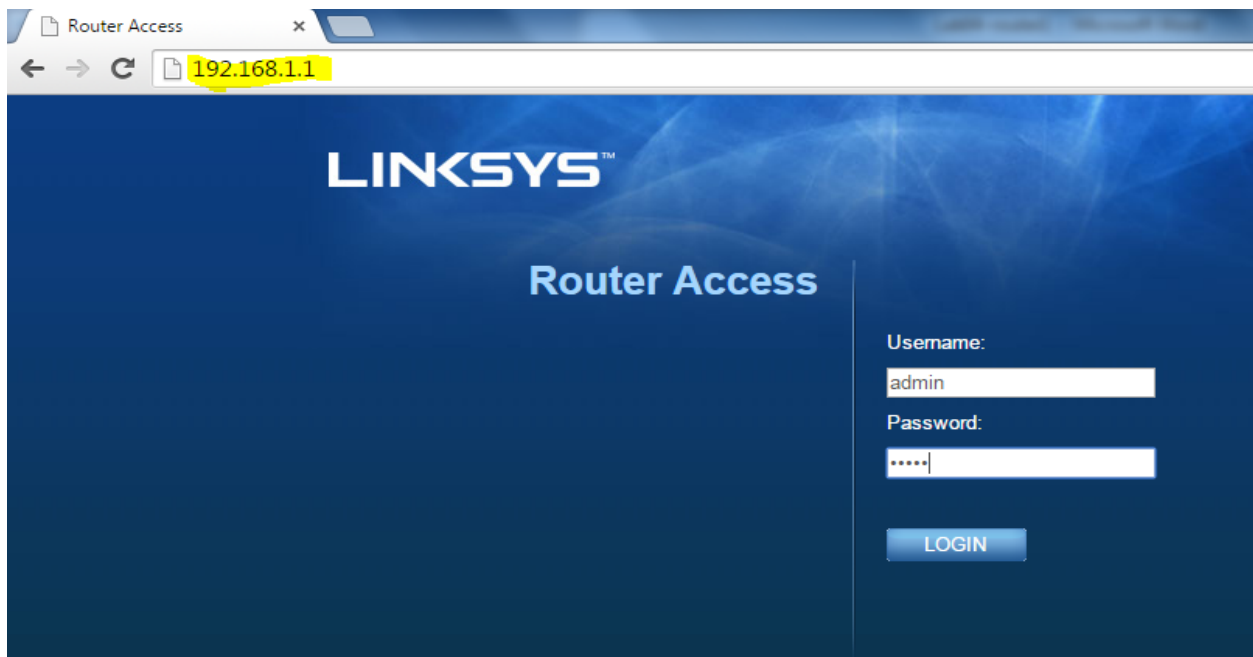 Router Access
192.168.1.1
LINKSYS™
Router Access
Username:
admin
Password:
•••••
LOGIN